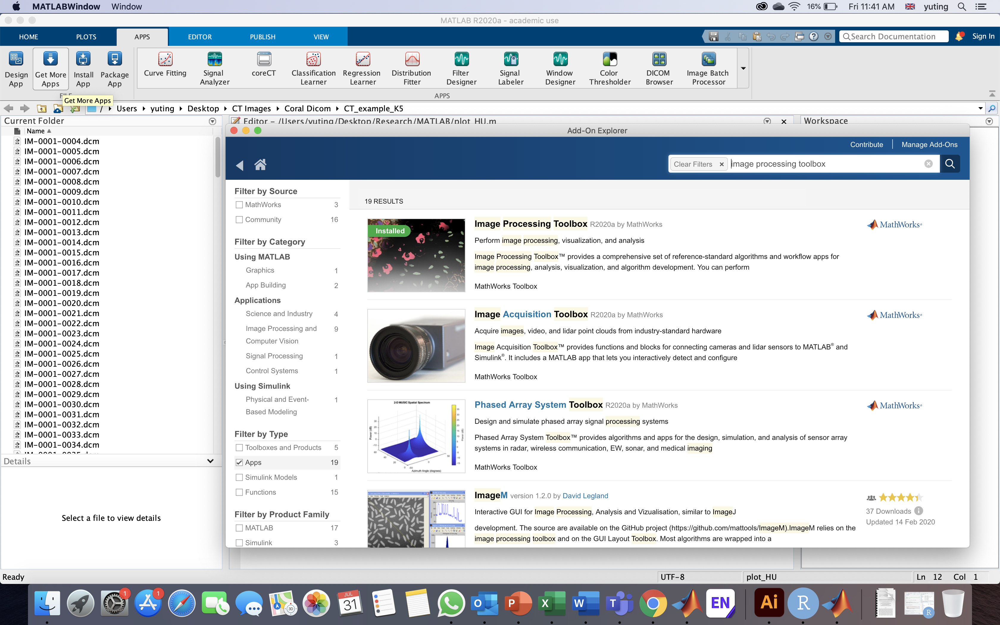 MATLABWindow Window
16% Fri 11:41 AM yuting
MATLAB R2020a - academic use
HOME PLOTS APPS EDITOR PUBLISH VIEW
Search Documentation Sign In
Design App
Get More Apps
Install App
Package App
Curve Fitting
Signal Analyzer
coreCT
Classification Learner
Regression Learner
Distribution Fitter
Filter Designer
Signal Labeler
Window Designer
Color Thresholder
DICOM Browser
Image Batch Processor
APPS
Get More Apps
/ Users yuting Desktop CT Images Coral Dicom CT_example_K5
Current Folder
Editor - /Users/yuting/Desktop/Research/MATLAB/plot_HU.m
Workspace
Name
IM-0001-0004.dcm
IM-0001-0005.dcm
IM-0001-0006.dcm
IM-0001-0007.dcm
IM-0001-0008.dcm
IM-0001-0009.dcm
IM-0001-0010.dcm
IM-0001-0011.dcm
IM-0001-0012.dcm
IM-0001-0013.dcm
IM-0001-0014.dcm
IM-0001-0015.dcm
IM-0001-0016.dcm
IM-0001-0017.dcm
IM-0001-0018.dcm
IM-0001-0019.dcm
IM-0001-0020.dcm
IM-0001-0021.dcm
IM-0001-0022.dcm
IM-0001-0023.dcm
IM-0001-0024.dcm
IM-0001-0025.dcm
IM-0001-0026.dcm
IM-0001-0027.dcm
IM-0001-0028.dcm
IM-0001-0029.dcm
IM-0001-0030.dcm
IM-0001-0031.dcm
IM-0001-0032.dcm
IM-0001-0033.dcm
IM-0001-0034.dcm
Details
Select a file to view details
Add-On Explorer
Contribute Manage Add-Ons
Clear Filters × image processing toolbox
Filter by Source
MathWorks 3
Community 16
Filter by Category
Using MATLAB
Graphics 1
App Building 2
Applications
Science and Industry 4
Image Processing and 9
Computer Vision
Signal Processing 1
Control Systems 1
Using Simulink
Physical and Event- 1
Based Modeling
Filter by Type
Toolboxes and Products 5
Apps 19
Simulink Models 1
Functions 15
Filter by Product Family
MATLAB 17
Simulink 3
19 RESULTS
Installed
Image Processing Toolbox R2020a by MathWorks
MathWorks®
Perform image processing, visualization, and analysis
Image Processing Toolbox™ provides a comprehensive set of reference-standard algorithms and workflow apps for
image processing, analysis, visualization, and algorithm development. You can perform
MathWorks Toolbox
Image Acquisition Toolbox R2020a by MathWorks
MathWorks®
Acquire images, video, and lidar point clouds from industry-standard hardware
Image Acquisition Toolbox™ provides functions and blocks for connecting cameras and lidar sensors to MATLAB® and
Simulink®. It includes a MATLAB app that lets you interactively detect and configure
MathWorks Toolbox
2-D MUSIC Spatial Spectrum
Power (dB)
Azimuth Angle (degrees)
Phased Array System Toolbox R2020a by MathWorks
MathWorks®
Design and simulate phased array signal processing systems
Phased Array System Toolbox™ provides algorithms and apps for the design, simulation, and analysis of sensor array
systems in radar, wireless communication, EW, sonar, and medical imaging
MathWorks Toolbox
ImageM version 1.2.0 by David Legland
Interactive GUI for Image Processing, Analysis and Vizualisation, similar to ImageJ
development. The source are available on the GitHub project (https://github.com/mattools/ImageM).ImageM relies on the
image processing toolbox and on the GUI Layout Toolbox. Most algorithms are wrapped into a
37 Downloads
Updated 14 Feb 2020
Ready
UTF-8 plot_HU Ln 12 Col 1
1 1 JUL 31 3D O P X W T EN Ai R R